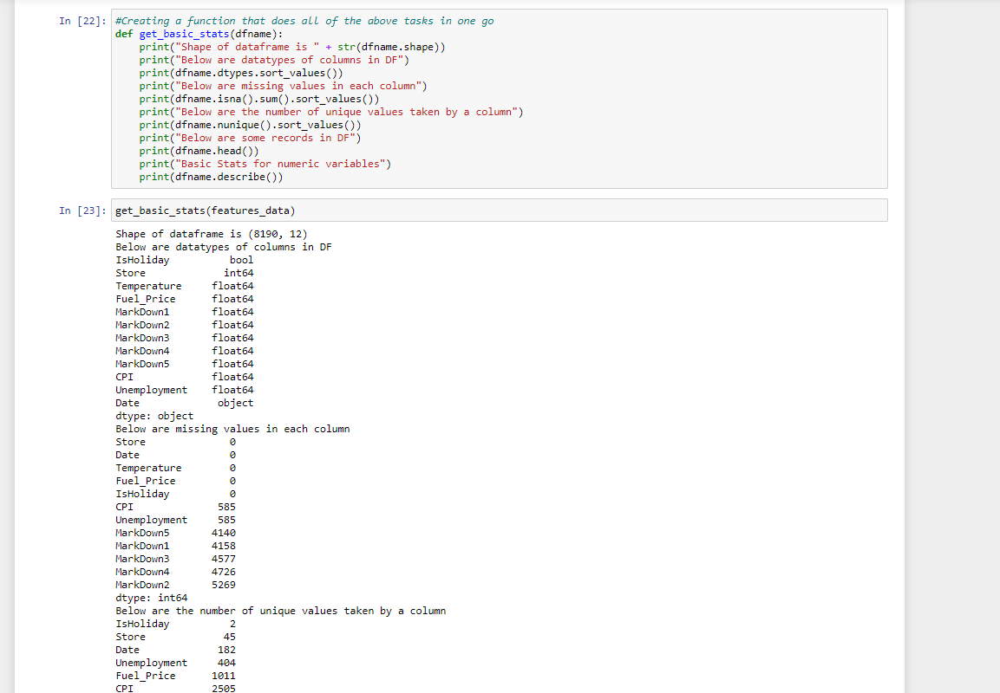 In [22]: #Creating a function that does all of the above tasks in one go
def get_basic_stats(dfname):
    print("Shape of dataframe is " + str(dfname.shape))
    print("Below are datatypes of columns in DF")
    print(dfname.dtypes.sort_values())
    print("Below are missing values in each column")
    print(dfname.isna().sum().sort_values())
    print("Below are the number of unique values taken by a column")
    print(dfname.nunique().sort_values())
    print("Below are some records in DF")
    print(dfname.head())
    print("Basic Stats for numeric variables")
    print(dfname.describe())
In [23]: get_basic_stats(features_data)
Shape of dataframe is (8190, 12)
Below are datatypes of columns in DF
IsHoliday          bool
Store             int64
Temperature     float64
Fuel_Price      float64
MarkDown1       float64
MarkDown2       float64
MarkDown3       float64
MarkDown4       float64
MarkDown5       float64
CPI             float64
Unemployment    float64
Date             object
dtype: object
Below are missing values in each column
Store              0
Date               0
Temperature        0
Fuel_Price         0
IsHoliday          0
CPI              585
Unemployment     585
MarkDown5       4140
MarkDown1       4158
MarkDown3       4577
MarkDown4       4726
MarkDown2       5269
dtype: int64
Below are the number of unique values taken by a column
IsHoliday          2
Store             45
Date             182
Unemployment     404
Fuel_Price      1011
CPI             2505